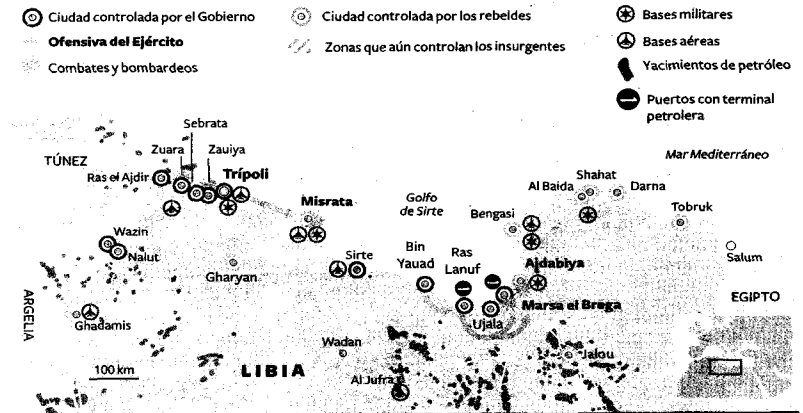 Ciudad controlada por el Gobierno
Ofensiva del Ejército
Combates y bombardeos
Ciudad controlada por los rebeldes
Zonas que aún controlan los insurgentes
Bases militares
Bases aéreas
Yacimientos de petróleo
Puertos con terminal
petrolera
Sebrata
Zuara
Zauiya
TÚNEZ
Ras el Ajdir
Trípoli
Misrata
Golfo
de Sirte
Mar Mediterráneo
Shahat
Al Baida
Darna
Bengasi
Tobruk
Wazin
Nalut
Gharyan
Sirte
Bin
Yauad
Ras
Lanuf
Ajdabiya
Salum
ARGELIA
Ghadamis
Marsa el Brega
EGIPTO
Ujala
Wadan
Jalou
100 km
LIBIA
Al Jufra